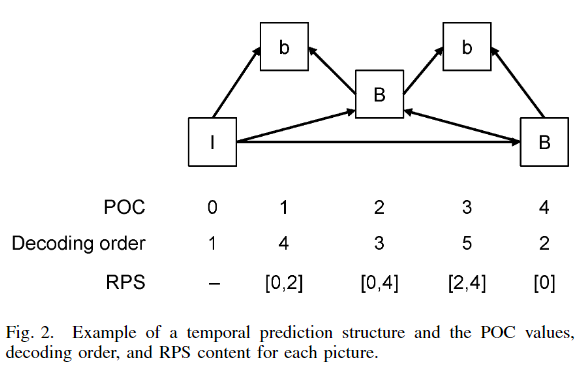 b b
B
I B
POC 0 1 2 3 4
Decoding order 1 4 3 5 2
RPS – [0,2] [0,4] [2,4] [0]
Fig. 2. Example of a temporal prediction structure and the POC values,
decoding order, and RPS content for each picture.